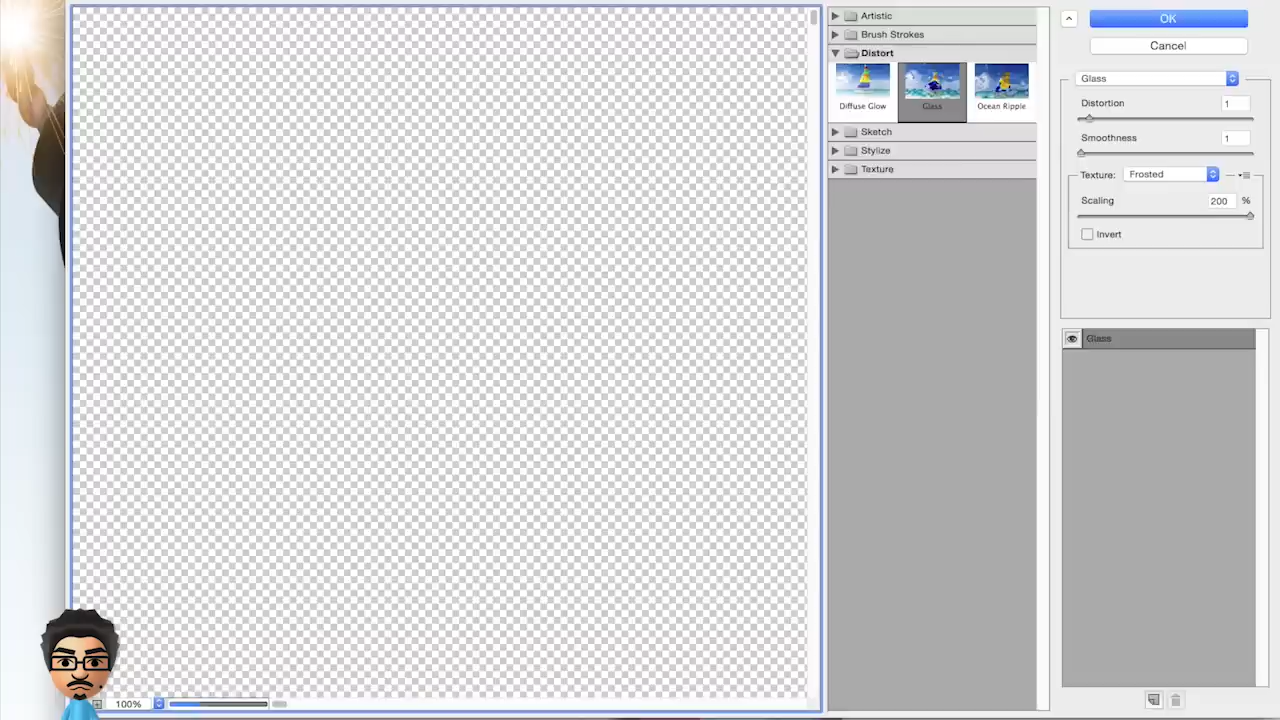 Artistic
Brush Strokes
Distort
Diffuse Glow
Glass
Ocean Ripple
Sketch
Stylize
Texture
OK
Cancel
Glass
Distortion 1
Smoothness 1
Texture: Frosted
Scaling 200 %
Invert
Glass
100%